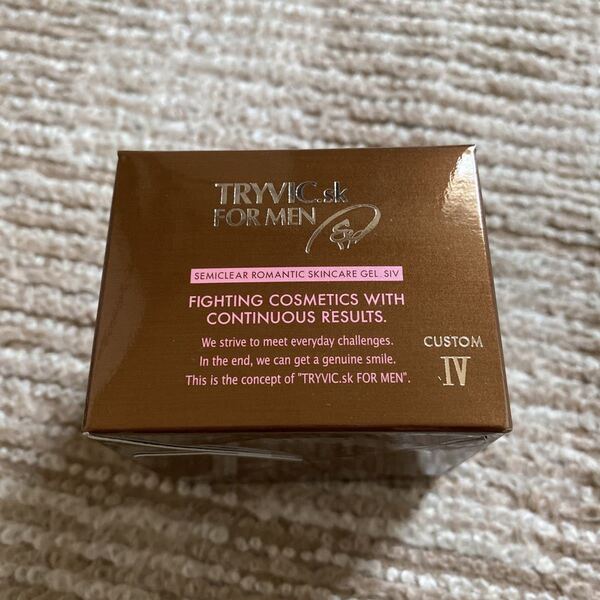 TRYVIC.sk
FOR MEN
SEMICLEAR ROMANTIC SKINCARE GEL. SIV
FIGHTING COSMETICS WITH
CONTINUOUS RESULTS.
We strive to meet everyday challenges.
In the end, we can get a genuine smile.
This is the concept of "TRYVIC.sk FOR MEN".
CUSTOM
IV